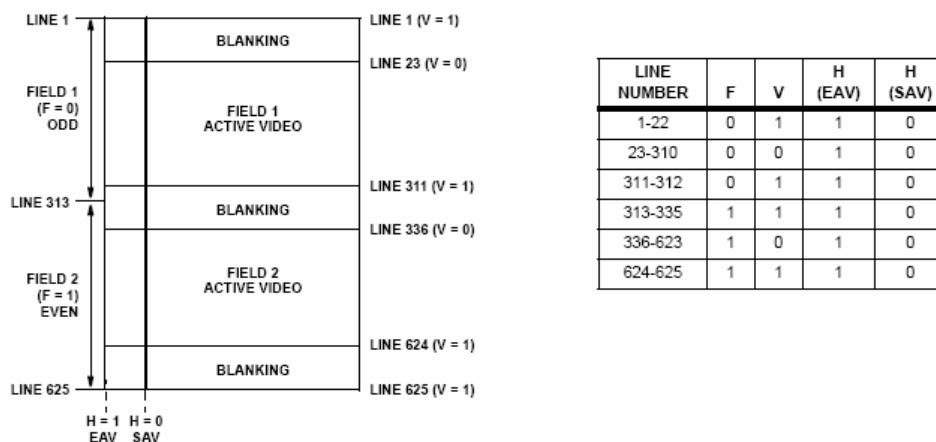 LINE 1
LINE 1 (V = 1)
BLANKING
LINE 23 (V = 0)
FIELD 1
(F = 0)
ODD
FIELD 1
ACTIVE VIDEO
LINE 311 (V = 1)
LINE 313
BLANKING
LINE 336 (V = 0)
FIELD 2
(F = 1)
EVEN
FIELD 2
ACTIVE VIDEO
LINE 624 (V = 1)
BLANKING
LINE 625
LINE 625 (V = 1)
H = 1
EAV
H = 0
SAV
LINE NUMBER F V H (EAV) H (SAV)
1-22 0 1 1 0
23-310 0 0 1 0
311-312 0 1 1 0
313-335 1 1 1 0
336-623 1 0 1 0
624-625 1 1 1 0